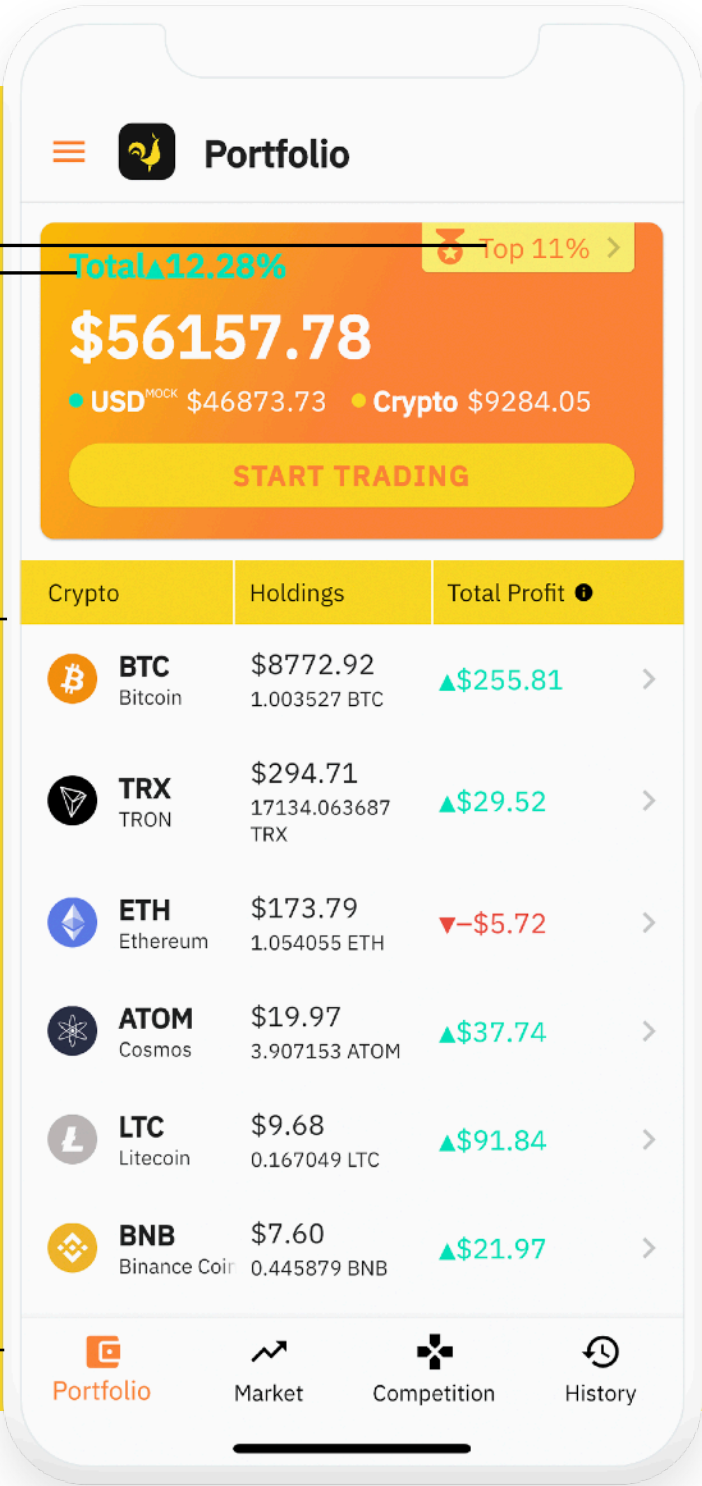 Portfolio
Top 11%
Total▲12.28%
$56157.78
USD MOCK $46873.73 Crypto $9284.05
START TRADING
Crypto Holdings Total Profit
BTC $8772.92 ▲$255.81
Bitcoin 1.003527 BTC
TRX $294.71 ▲$29.52
TRON 17134.063687
TRX
ETH $173.79 ▼–$5.72
Ethereum 1.054055 ETH
ATOM $19.97 ▲$37.74
Cosmos 3.907153 ATOM
LTC $9.68 ▲$91.84
Litecoin 0.167049 LTC
BNB $7.60 ▲$21.97
Binance Coin 0.445879 BNB
Portfolio Market Competition History